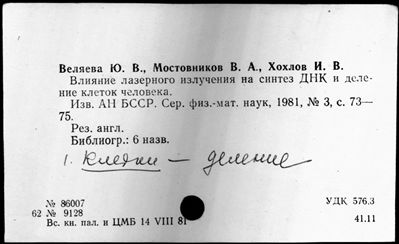 Веляева Ю. В., Мостовников В. А., Хохлов И. В.
Влияние лазерного излучения на синтез ДНК и деле-
ние клеток человека.
Изв. АН БССР. Сер. физ.-мат. наук, 1981, № 3, с. 73—
75.
Рез. англ.
Библиогр.: 6 назв.
1. Клетки — деление
№ 86007
УДК 576.3
62 № 9128
41.11
Вс. кн. пал. и ЦМБ 14 VIII 81